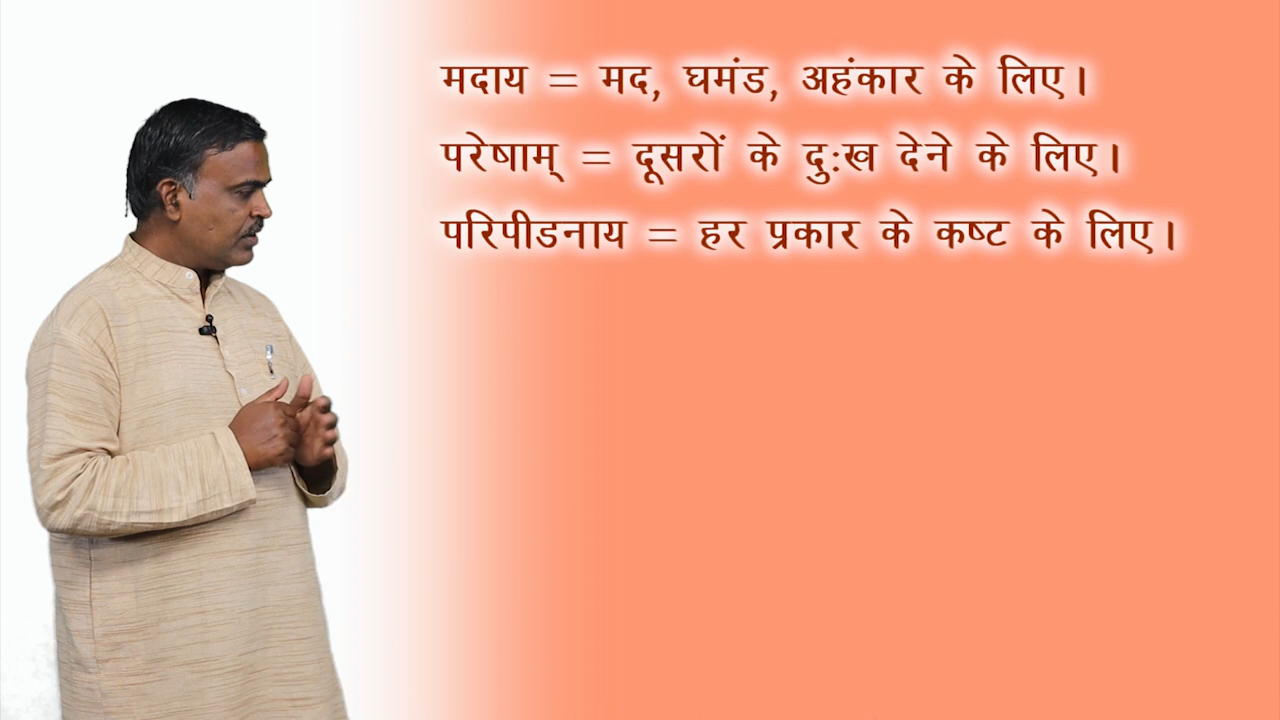 मदाय = मद, घमंड, अहंकार के लिए।
परेषाम् = दूसरों के दुःख देने के लिए।
परिपीडनाय = हर प्रकार के कष्ट के लिए।